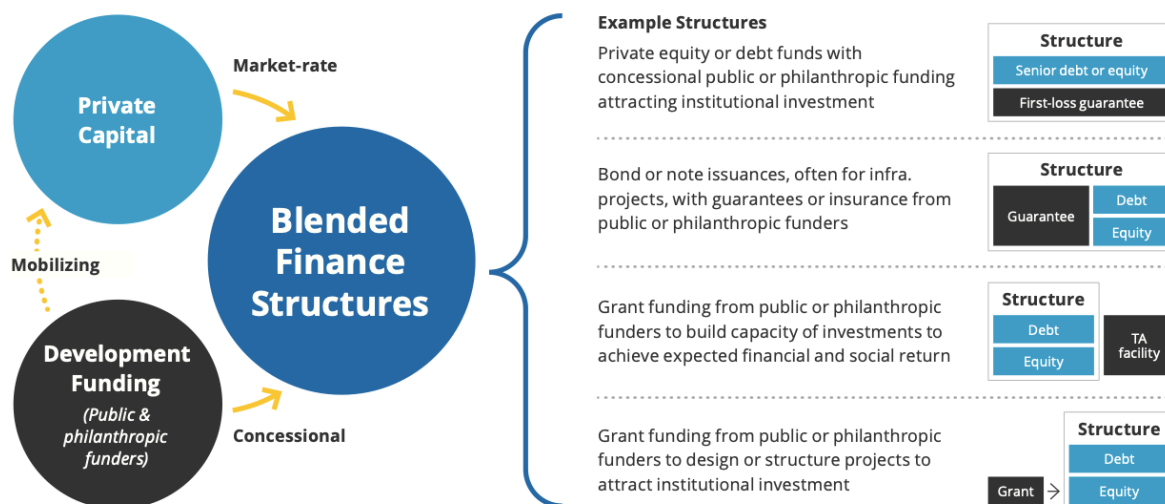 Private
Capital
Market-rate
Mobilizing
Blended
Finance
Structures
Development
Funding
(Public &
philanthropic
funders)
Concessional
Example Structures
Private equity or debt funds with
concessional public or philanthropic funding
attracting institutional investment
Structure
Senior debt or equity
First-loss guarantee
Bond or note issuances, often for infra.
projects, with guarantees or insurance from
public or philanthropic funders
Structure
Guarantee
Debt
Equity
Grant funding from public or philanthropic
funders to build capacity of investments to
achieve expected financial and social return
Structure
Debt
Equity
TA
facility
Grant funding from public or philanthropic
funders to design or structure projects to
attract institutional investment
Structure
Debt
Grant
Equity